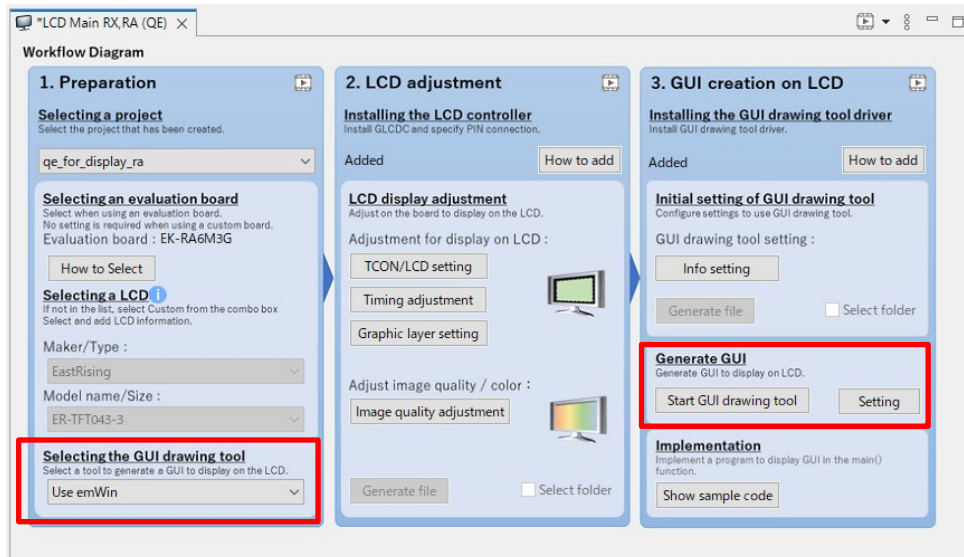 *LCD Main RX,RA (QE)
Workflow Diagram
1. Preparation
Selecting a project
Select the project that has been created.
qe_for_display_ra
Selecting an evaluation board
Select when using an evaluation board.
No setting is required when using a custom board.
Evaluation board : EK-RA6M3G
How to Select
Selecting a LCD
If not in the list, select Custom from the combo box
Select and add LCD information.
Maker/Type :
EastRising
Model name/Size :
ER-TFT043-3
Selecting the GUI drawing tool
Select a tool to generate a GUI to display on the LCD.
Use emWin
2. LCD adjustment
Installing the LCD controller
Install GLCDC and specify PIN connection.
Added How to add
LCD display adjustment
Adjust on the board to display on the LCD.
Adjustment for display on LCD :
TCON/LCD setting
Timing adjustment
Graphic layer setting
Adjust image quality / color :
Image quality adjustment
Generate file Select folder
3. GUI creation on LCD
Installing the GUI drawing tool driver
Install GUI drawing tool driver.
Added How to add
Initial setting of GUI drawing tool
Configure settings to use GUI drawing tool.
GUI drawing tool setting :
Info setting
Generate file Select folder
Generate GUI
Generate GUI to display on LCD.
Start GUI drawing tool Setting
Implementation
Implement a program to display GUI in the main()
function.
Show sample code